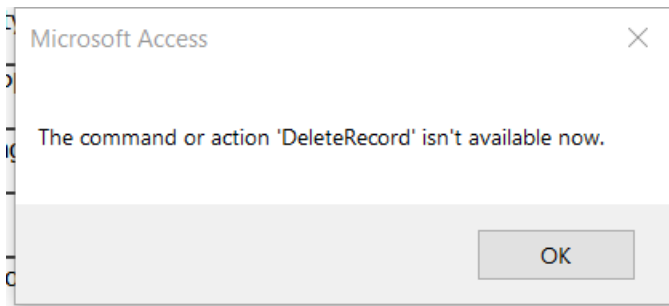 Microsoft Access
The command or action 'DeleteRecord' isn't available now.
OK